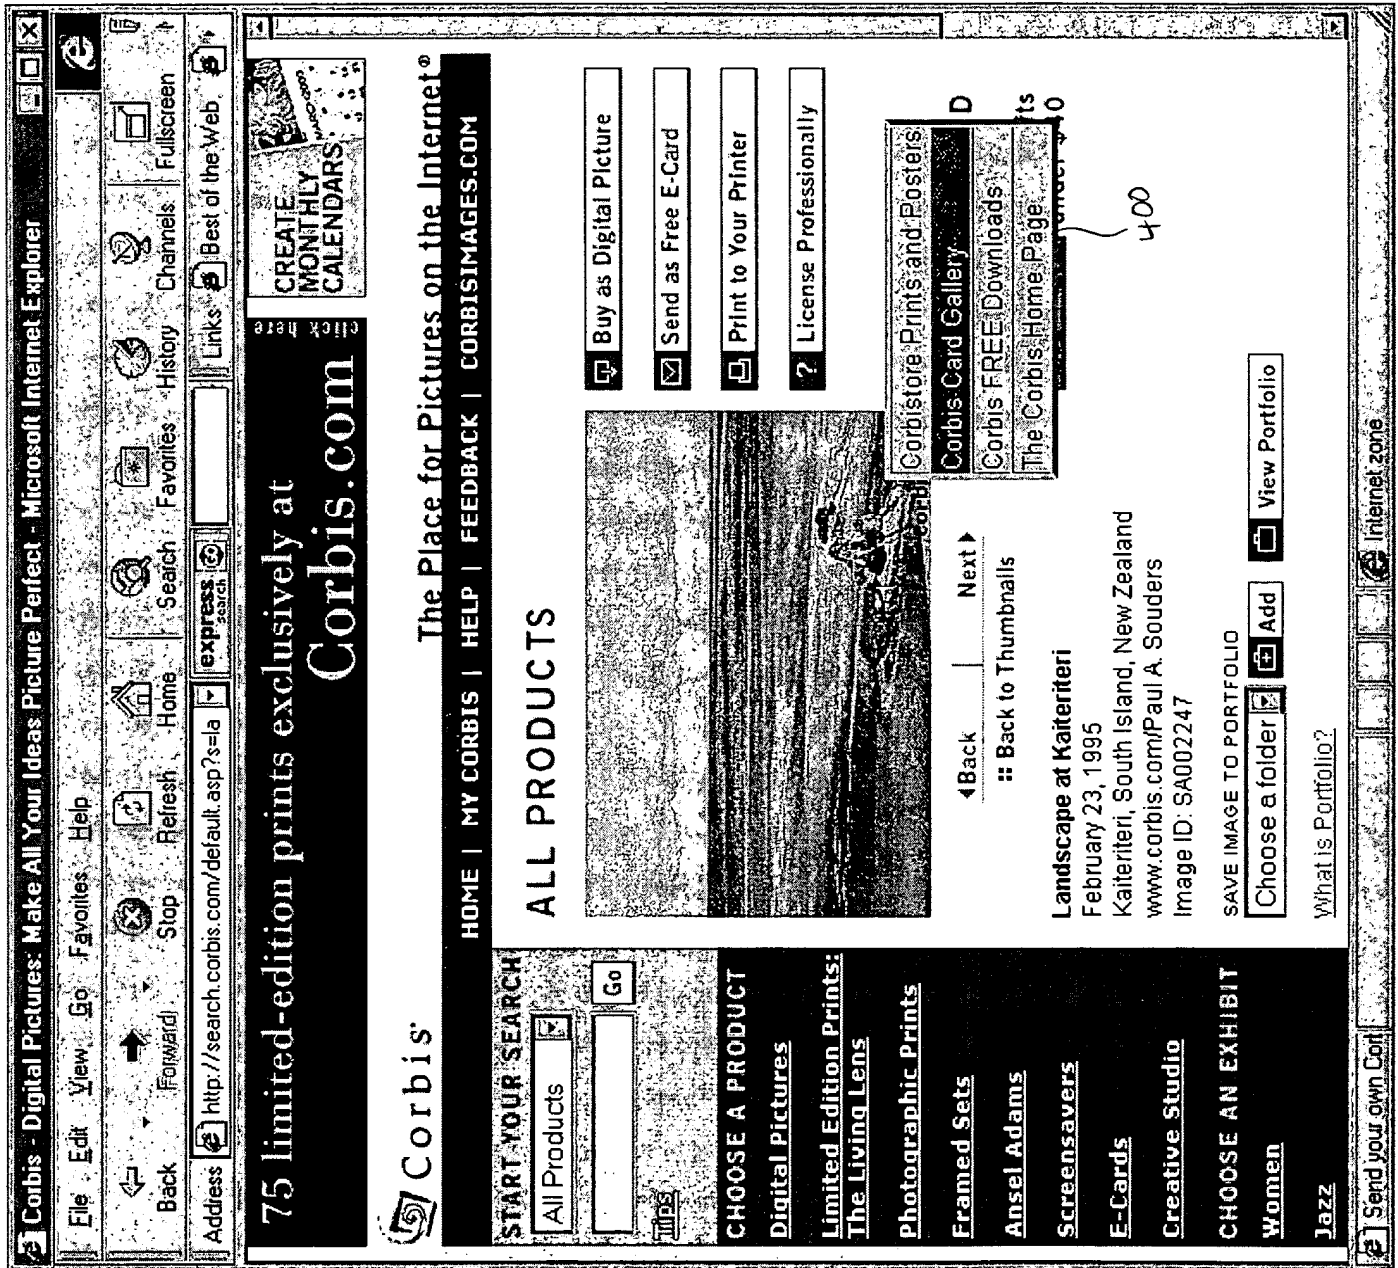 Corbis - Digital Pictures: Make All Your Ideas Picture Perfect - Microsoft Internet Explorer
File Edit View Go Favorites Help
Back Forward Stop Refresh Home Search Favorites History Channels Fullscreen
Address http://search.corbis.com/default.asp?s=la express search Links Best of the Web
75 limited-edition prints exclusively at
Corbis.com
click here
CREATE
MONTHLY
CALENDARS
Corbis
The Place for Pictures on the Internet®
HOME | MY CORBIS | HELP | FEEDBACK | CORBISIMAGES.COM
START YOUR SEARCH
All Products
Go
Tips
CHOOSE A PRODUCT
Digital Pictures
Limited Edition Prints:
The Living Lens
Photographic Prints
Framed Sets
Ansel Adams
Screensavers
E-Cards
Creative Studio
CHOOSE AN EXHIBIT
Women
Jazz
ALL PRODUCTS
Buy as Digital Picture
Send as Free E-Card
Print to Your Printer
? License Professionally
Corbistore Prints and Posters
Corbis Card Gallery
Corbis FREE Downloads
The Corbis Home Page
D
fts
400
Back | Next
Back to Thumbnails
Landscape at Kaiteriteri
February 23, 1995
Kaiteriteri, South Island, New Zealand
www.corbis.com/Paul A. Souders
Image ID: SA002247
SAVE IMAGE TO PORTFOLIO
Choose a folder Add View Portfolio
What is Portfolio?
Send your own Cor Internet zone